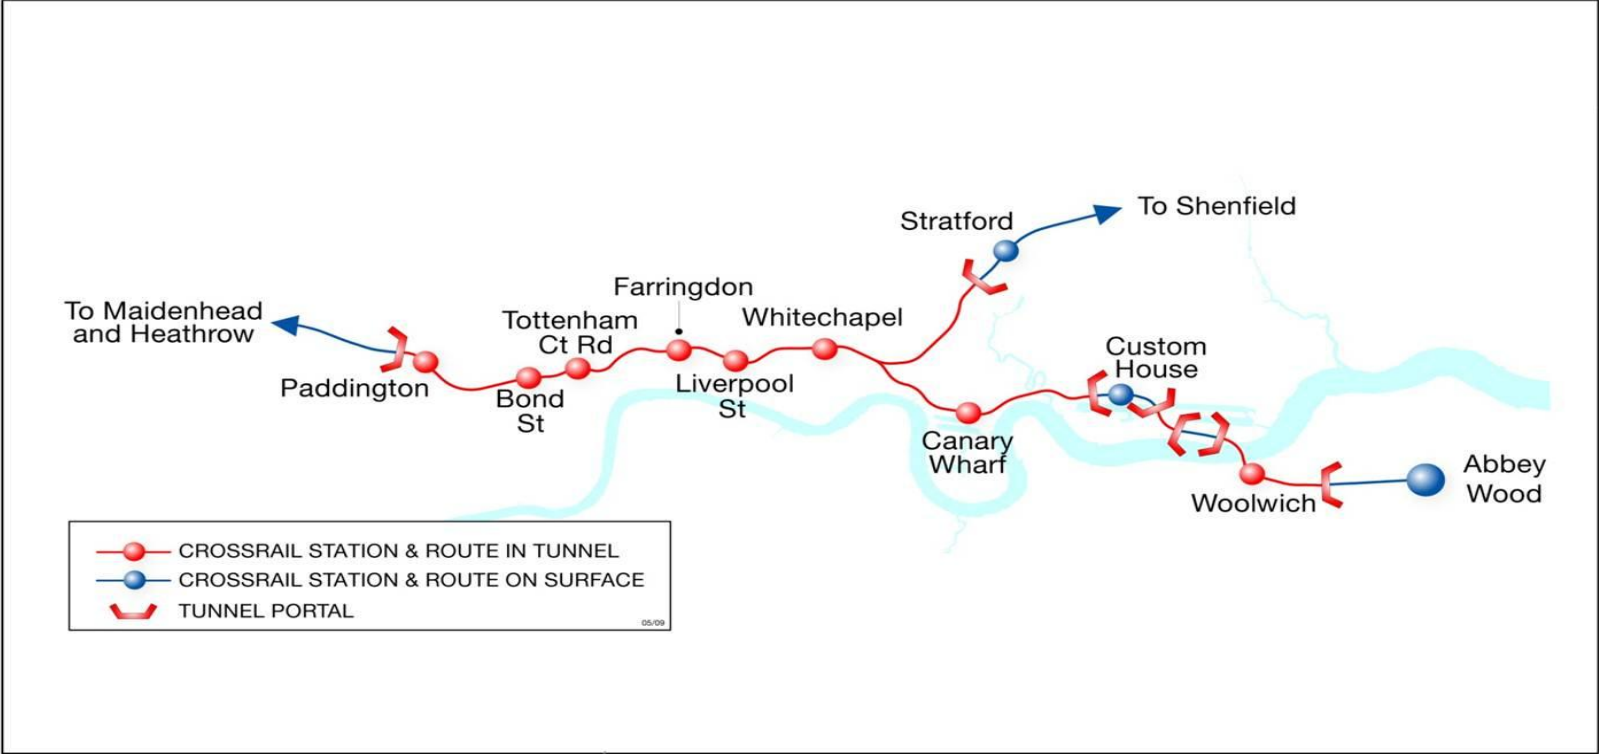 To Shenfield
Stratford
Farringdon
To Maidenhead
and Heathrow
Tottenham
Ct Rd
Whitechapel
Custom
House
Paddington
Bond
St
Liverpool
St
Canary
Wharf
Woolwich
Abbey
Wood
CROSSRAIL STATION & ROUTE IN TUNNEL
CROSSRAIL STATION & ROUTE ON SURFACE
TUNNEL PORTAL
05/09